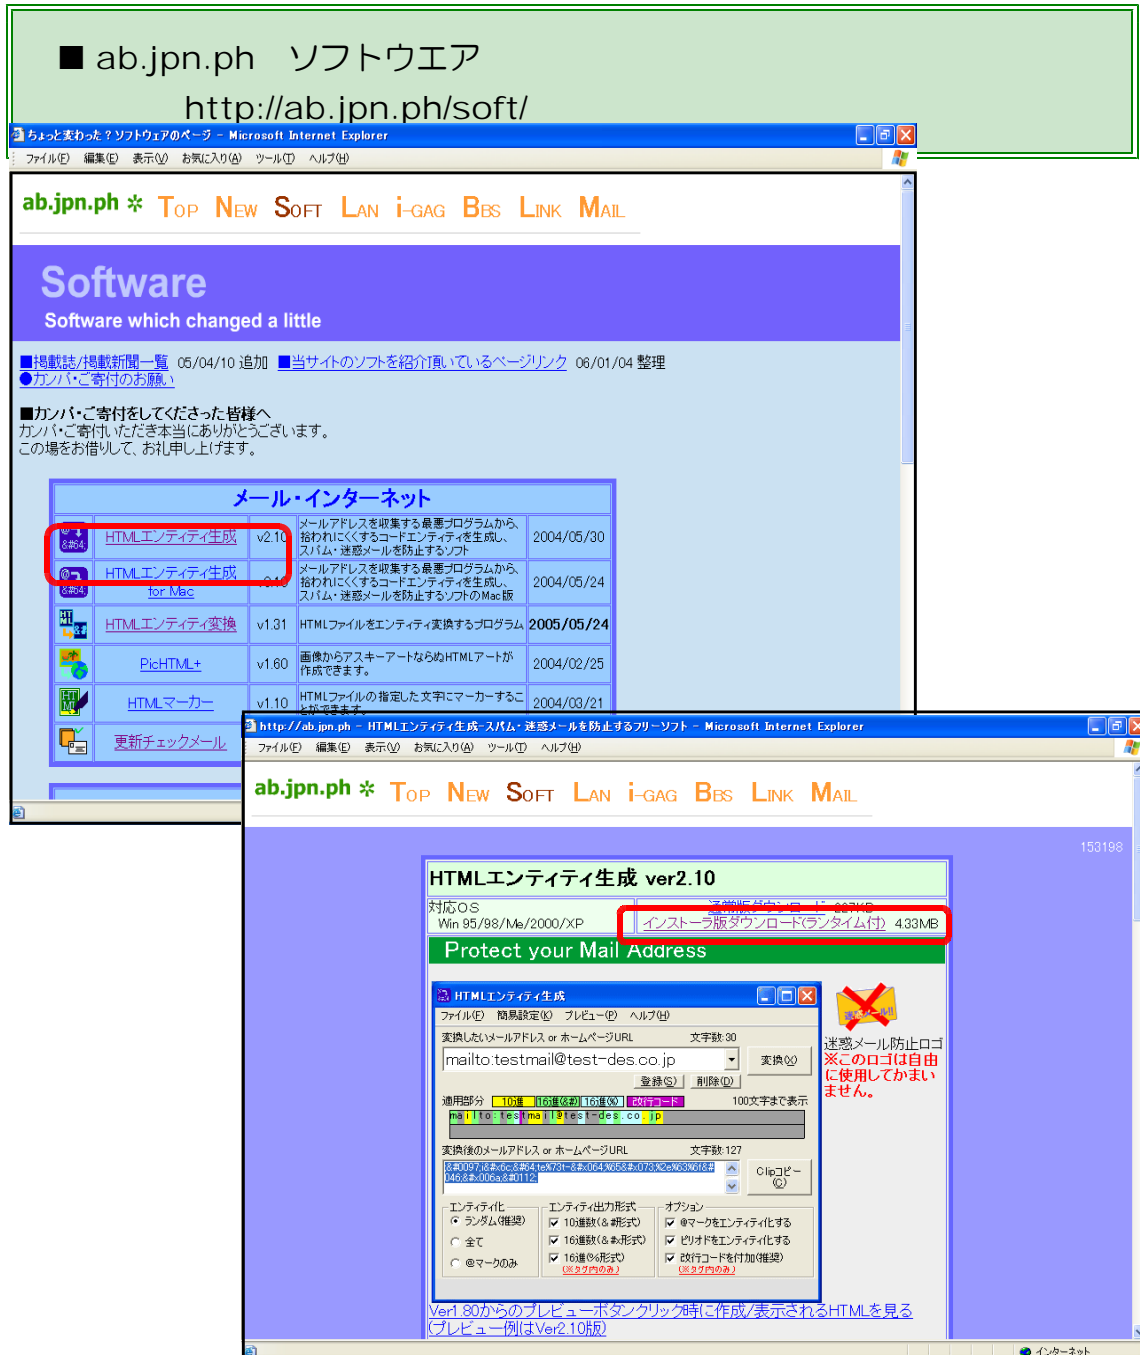 ■ ab.jpn.ph　ソフトウエア
http://ab.jpn.ph/soft/
ちょっと変わった？ソフトウェアのページ - Microsoft Internet Explorer
ファイル(F) 編集(E) 表示(V) お気に入り(A) ツール(T) ヘルプ(H)
ab.jpn.ph * TOP NEW SOFT LAN i-GAG BBS LINK MAIL
Software
Software which changed a little
■掲載誌/掲載新聞一覧 05/04/10 追加 ■当サイトのソフトを紹介頂いているページリンク 06/01/04 整理
●カンパ・ご寄付のお願い
■カンパ・ご寄付をしてくださった皆様へ
カンパ・ご寄付いただき本当にありがとうございます。
この場をお借りして、お礼申し上げます。
メール・インターネット
HTMLエンティティ生成 v2.10 メールアドレスを収集する最悪プログラムから、拾われにくくするコードエンティティを生成し、スパム・迷惑メールを防止するソフト 2004/05/30
HTMLエンティティ生成 for Mac メールアドレスを収集する最悪プログラムから、拾われにくくするコードエンティティを生成し、スパム・迷惑メールを防止するソフトのMac版 2004/05/24
HTMLエンティティ変換 v1.31 HTMLファイルをエンティティ変換するプログラム 2005/05/24
PicHTML+ v1.60 画像からアスキーアートならぬHTMLアートが作成できます。 2004/02/25
HTMLマーカー v1.10 HTMLファイルの指定した文字にマーカーすることができます。 2004/03/21
更新チェックメール
http://ab.jpn.ph - HTMLエンティティ生成-スパム・迷惑メールを防止するフリーソフト - Microsoft Internet Explorer
ファイル(F) 編集(E) 表示(V) お気に入り(A) ツール(T) ヘルプ(H)
ab.jpn.ph * TOP NEW SOFT LAN i-GAG BBS LINK MAIL
153198
HTMLエンティティ生成 ver2.10
対応OS
通常版ダウンロード
Win 95/98/Me/2000/XP インストーラ版ダウンロード(ランタイム付) 4.33MB
Protect your Mail Address
HTMLエンティティ生成
ファイル(F) 簡易設定(K) プレビュー(P) ヘルプ(H)
変換したいメールアドレス or ホームページURL 文字数:30
mailto:testmail@test-des.co.jp 変換(X)
登録(S) 削除(D)
適用部分 10進 16進(&#) 16進(%) 改行コード 100文字まで表示
mailto:testmail@test-des.co.jp
変換後のメールアドレス or ホームページURL 文字数:127
Clipコピー(C)
エンティティ化 エンティティ出力形式 オプション
ランダム(推奨) 10進数(&#形式) @マークをエンティティ化する
全て 16進数(&#x形式) ピリオドをエンティティ化する
@マークのみ 16進(%形式) 改行コードを付加(推奨)
(※タグ内のみ) (※タグ内のみ)
迷惑メール!!
迷惑メール防止ロゴ
※このロゴは自由
に使用してかまい
ません。
Ver1.80からのプレビューボタンクリック時に作成/表示されるHTMLを見る
(プレビュー例はVer2.10版)
インターネット